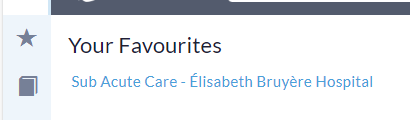 Your Favourites
Sub Acute Care - Élisabeth Bruyère Hospital